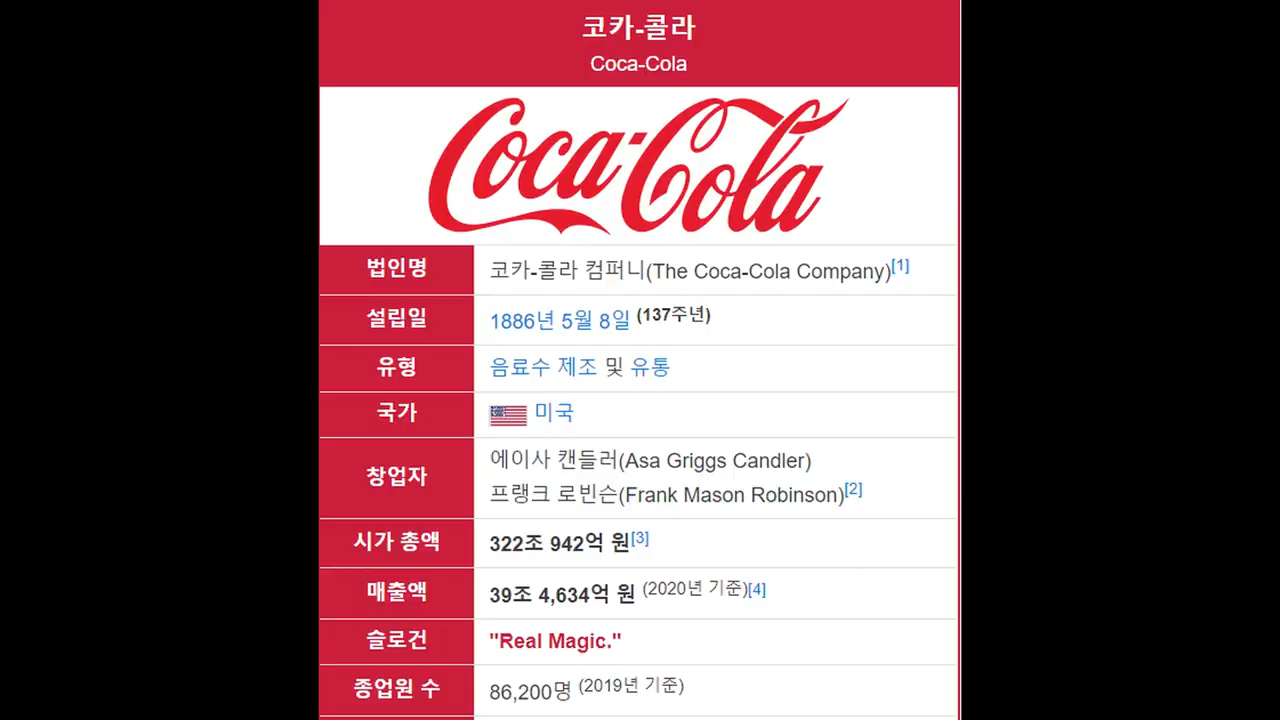 코카-콜라
Coca-Cola
Coca-Cola
법인명 코카-콜라 컴퍼니(The Coca-Cola Company)[1]
설립일 1886년 5월 8일 (137주년)
유형 음료수 제조 및 유통
국가 미국
창업자 에이사 캔들러(Asa Griggs Candler)
프랭크 로빈슨(Frank Mason Robinson)[2]
시가 총액 322조 942억 원[3]
매출액 39조 4,634억 원 (2020년 기준)[4]
슬로건 "Real Magic."
종업원 수 86,200명 (2019년 기준)